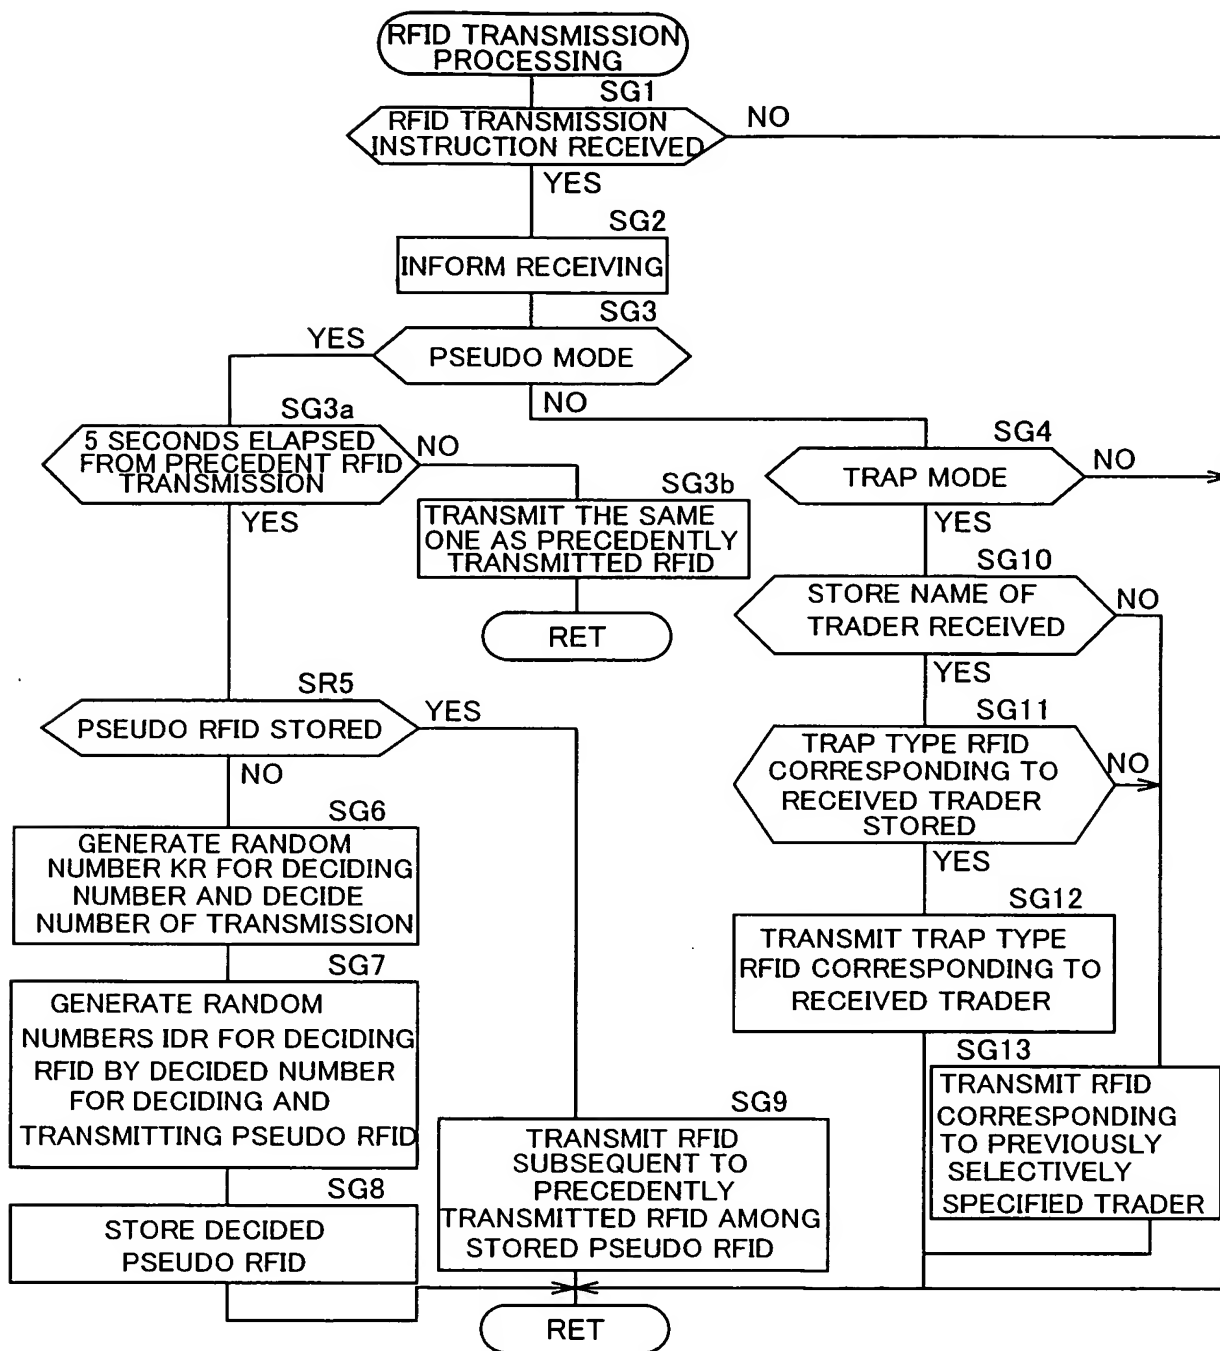 RFID TRANSMISSION
PROCESSING
SG1
RFID TRANSMISSION
INSTRUCTION RECEIVED
NO
YES
SG2
INFORM RECEIVING
SG3
YES
PSEUDO MODE
NO
SG3a
5 SECONDS ELAPSED
FROM PRECEDENT RFID
TRANSMISSION
NO
YES
SG3b
TRANSMIT THE SAME
ONE AS PRECEDENTLY
TRANSMITTED RFID
RET
SG4
TRAP MODE
NO
YES
SG10
STORE NAME OF
TRADER RECEIVED
NO
YES
SR5
PSEUDO RFID STORED
YES
NO
SG11
TRAP TYPE RFID
CORRESPONDING TO
RECEIVED TRADER
STORED
NO
YES
SG6
GENERATE RANDOM
NUMBER KR FOR DECIDING
NUMBER AND DECIDE
NUMBER OF TRANSMISSION
SG12
TRANSMIT TRAP TYPE
RFID CORRESPONDING TO
RECEIVED TRADER
SG7
GENERATE RANDOM
NUMBERS IDR FOR DECIDING
RFID BY DECIDED NUMBER
FOR DECIDING AND
TRANSMITTING PSEUDO RFID
SG13
TRANSMIT RFID
CORRESPONDING
TO PREVIOUSLY
SELECTIVELY
SPECIFIED TRADER
SG9
TRANSMIT RFID
SUBSEQUENT TO
PRECEDENTLY
TRANSMITTED RFID AMONG
STORED PSEUDO RFID
SG8
STORE DECIDED
PSEUDO RFID
RET